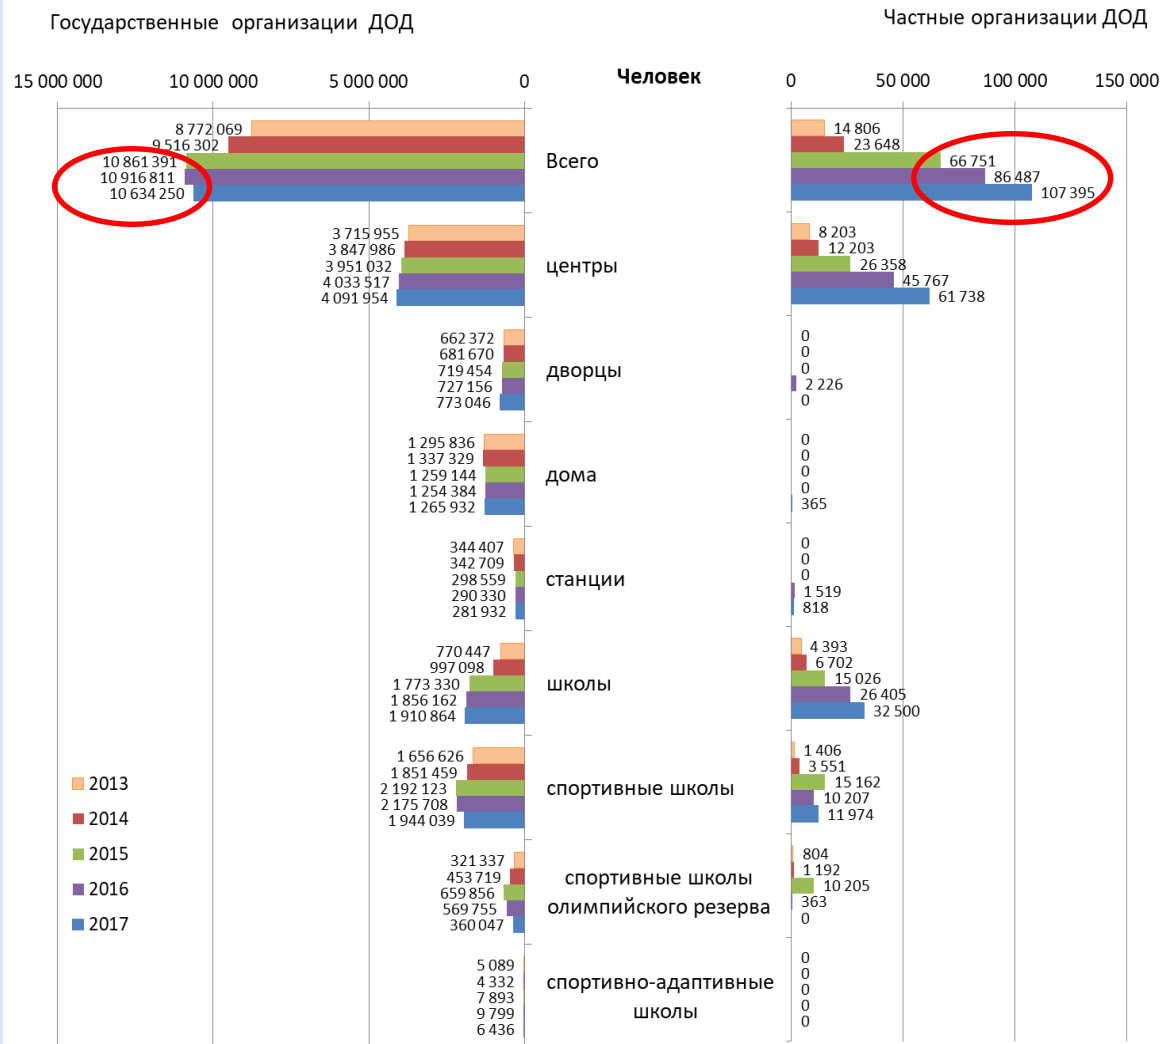 Государственные организации ДОД
Частные организации ДОД
15 000 000
10 000 000
5 000 000
0
Человек
0
50 000
100 000
150 000
8 772 069
9 516 302
10 861 391
10 916 811
10 634 250
Всего
14 806
23 648
66 751
86 487
107 395
3 715 955
3 847 986
3 951 032
4 033 517
4 091 954
центры
8 203
12 203
26 358
45 767
61 738
662 372
681 670
719 454
727 156
773 046
дворцы
0
0
0
2 226
0
1 295 836
1 337 329
1 259 144
1 254 384
1 265 932
дома
0
0
0
0
365
344 407
342 709
298 559
290 330
281 932
станции
0
0
0
1 519
818
770 447
997 098
1 773 330
1 856 162
1 910 864
школы
4 393
6 702
15 026
26 405
32 500
1 656 626
1 851 459
2 192 123
2 175 708
1 944 039
спортивные школы
1 406
3 551
15 162
10 207
11 974
321 337
453 719
659 856
569 755
360 047
спортивные школы
олимпийского резерва
804
1 192
10 205
363
0
5 089
4 332
7 893
9 799
6 436
спортивно-адаптивные
школы
0
0
0
0
0
2013
2014
2015
2016
2017